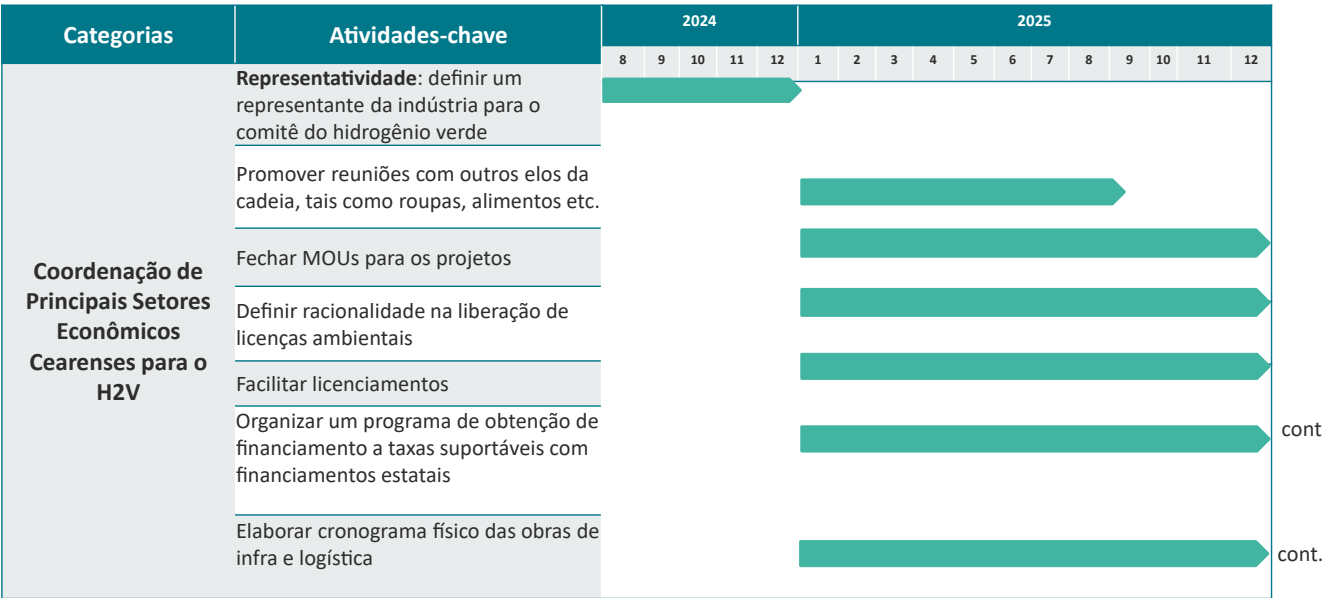 Categorias
Atividades-chave
2024
2025
8 9 10 11 12 1 2 3 4 5 6 7 8 9 10 11 12
Coordenação de
Principais Setores
Econômicos
Cearenses para o
H2V
Representatividade: definir um
representante da indústria para o
comitê do hidrogênio verde
Promover reuniões com outros elos da
cadeia, tais como roupas, alimentos etc.
Fechar MOUs para os projetos
Definir racionalidade na liberação de
licenças ambientais
Facilitar licenciamentos
Organizar um programa de obtenção de
financiamento a taxas suportáveis com
financiamentos estatais
cont
Elaborar cronograma físico das obras de
infra e logística
cont.